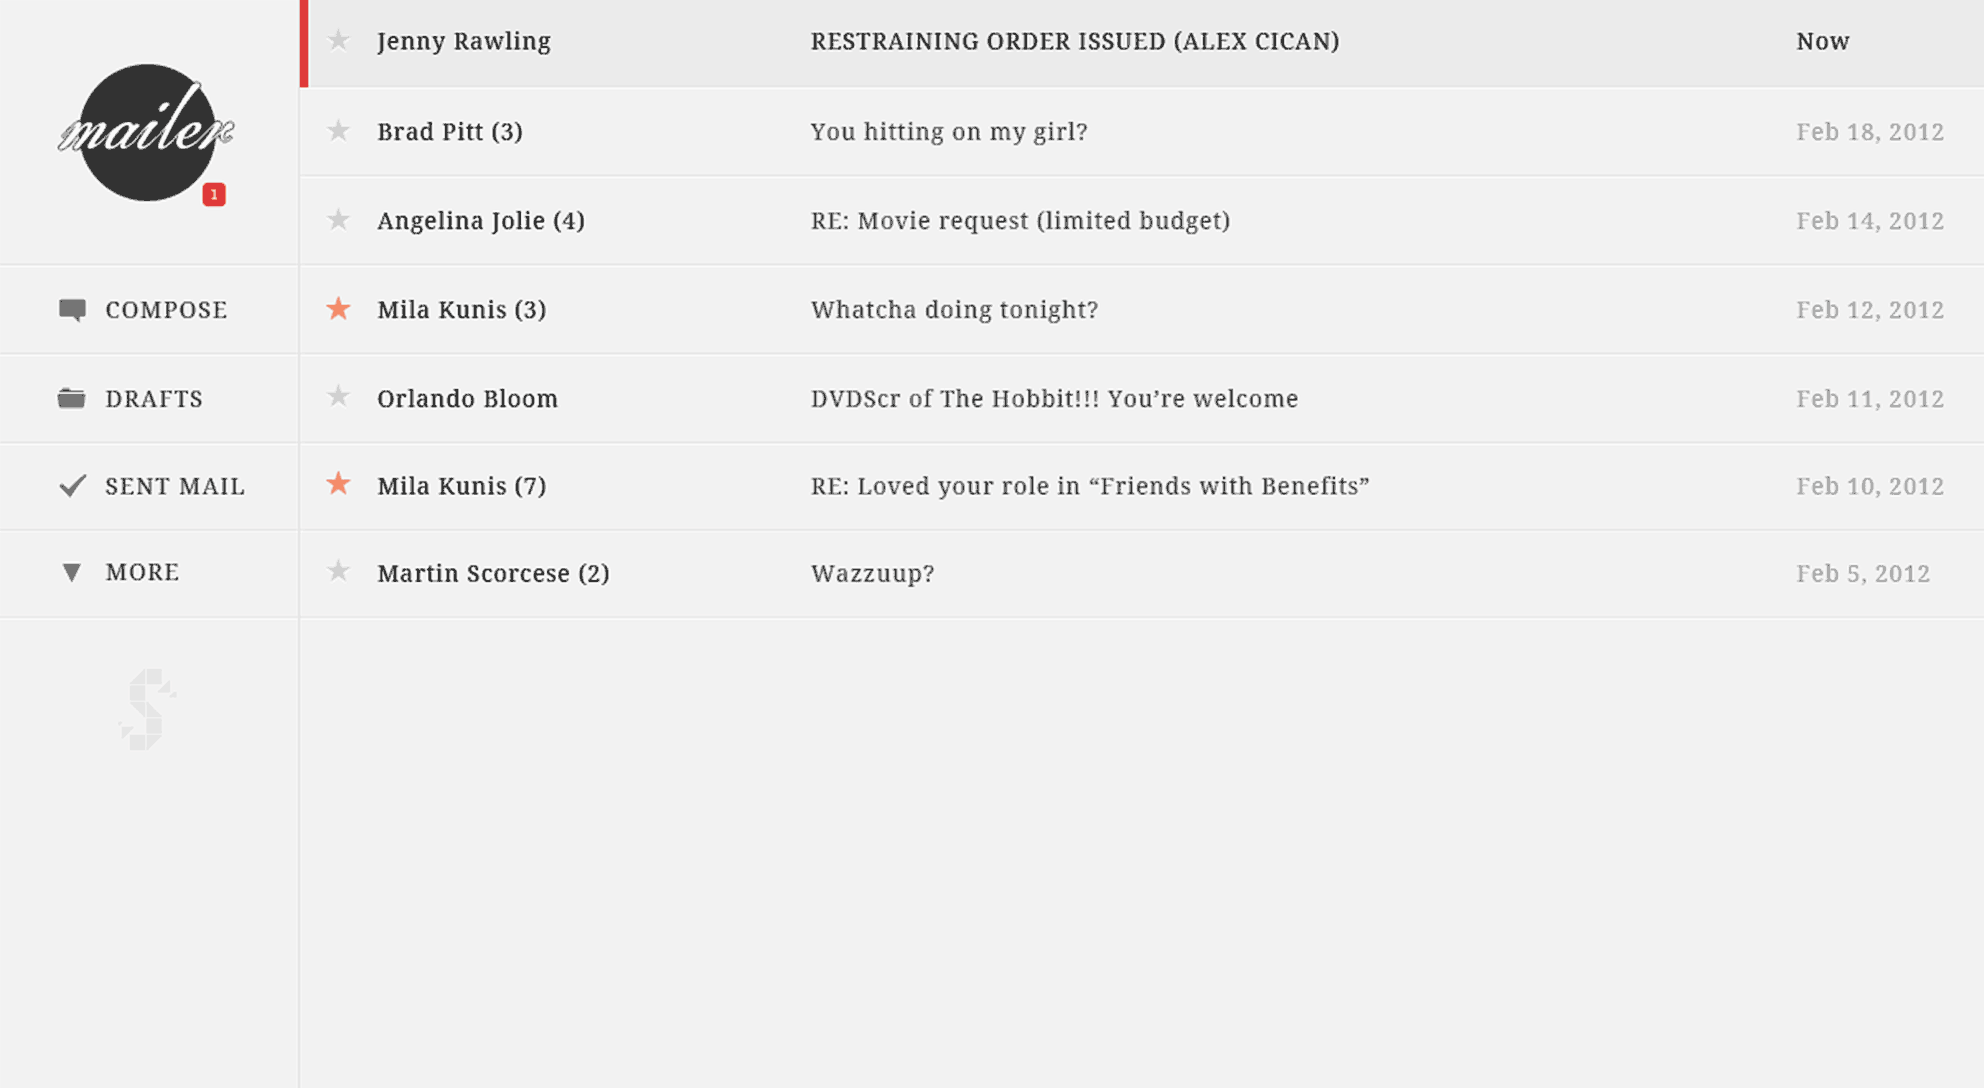 mailer
1
COMPOSE
DRAFTS
SENT MAIL
MORE
Jenny Rawling RESTRAINING ORDER ISSUED (ALEX CICAN) Now
Brad Pitt (3) You hitting on my girl? Feb 18, 2012
Angelina Jolie (4) RE: Movie request (limited budget) Feb 14, 2012
Mila Kunis (3) Whatcha doing tonight? Feb 12, 2012
Orlando Bloom DVDScr of The Hobbit!!! You’re welcome Feb 11, 2012
Mila Kunis (7) RE: Loved your role in “Friends with Benefits” Feb 10, 2012
Martin Scorcese (2) Wazzuup? Feb 5, 2012
S